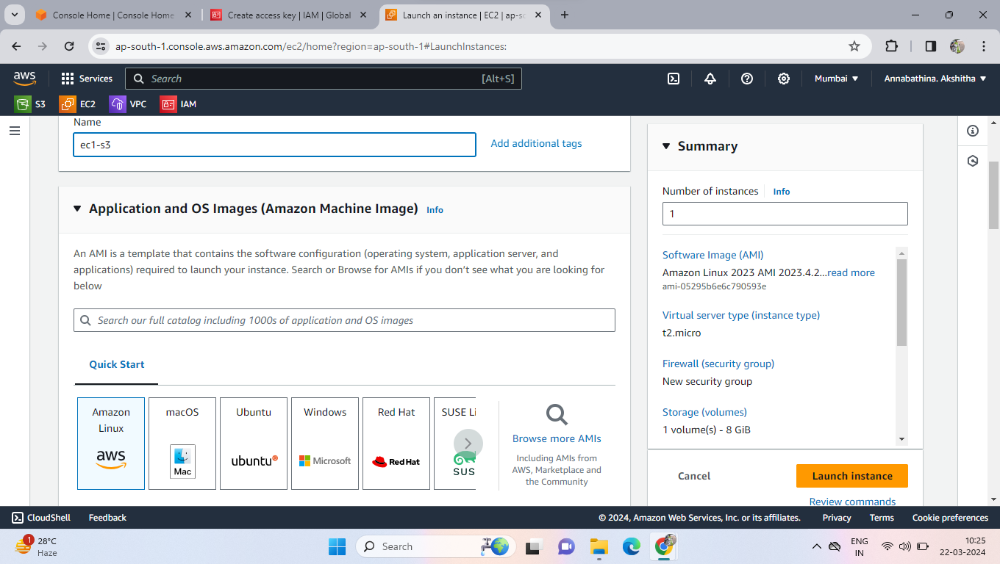 Console Home | Console Home
Create access key | IAM | Global
Launch an instance | EC2 | ap-sc
ap-south-1.console.aws.amazon.com/ec2/home?region=ap-south-1#LaunchInstances:
aws
Services
Search
[Alt+S]
Mumbai
Annabathina. Akshitha
S3
EC2
VPC
IAM
Name
ec1-s3
Add additional tags
Application and OS Images (Amazon Machine Image) Info
An AMI is a template that contains the software configuration (operating system, application server, and
applications) required to launch your instance. Search or Browse for AMIs if you don’t see what you are looking for
below
Search our full catalog including 1000s of application and OS images
Quick Start
Amazon
Linux
aws
macOS
Mac
Ubuntu
ubuntu
Windows
Microsoft
Red Hat
Red Hat
SUSE Li
SUS
Browse more AMIs
Including AMIs from
AWS, Marketplace and
the Community
Summary
Number of instances Info
1
Software Image (AMI)
Amazon Linux 2023 AMI 2023.4.2...read more
ami-05295b6e6c790593e
Virtual server type (instance type)
t2.micro
Firewall (security group)
New security group
Storage (volumes)
1 volume(s) - 8 GiB
Cancel
Launch instance
Review commands
CloudShell
Feedback
© 2024, Amazon Web Services, Inc. or its affiliates.
Privacy
Terms
Cookie preferences
1
28°C
Haze
Search
ENG
IN
10:25
22-03-2024